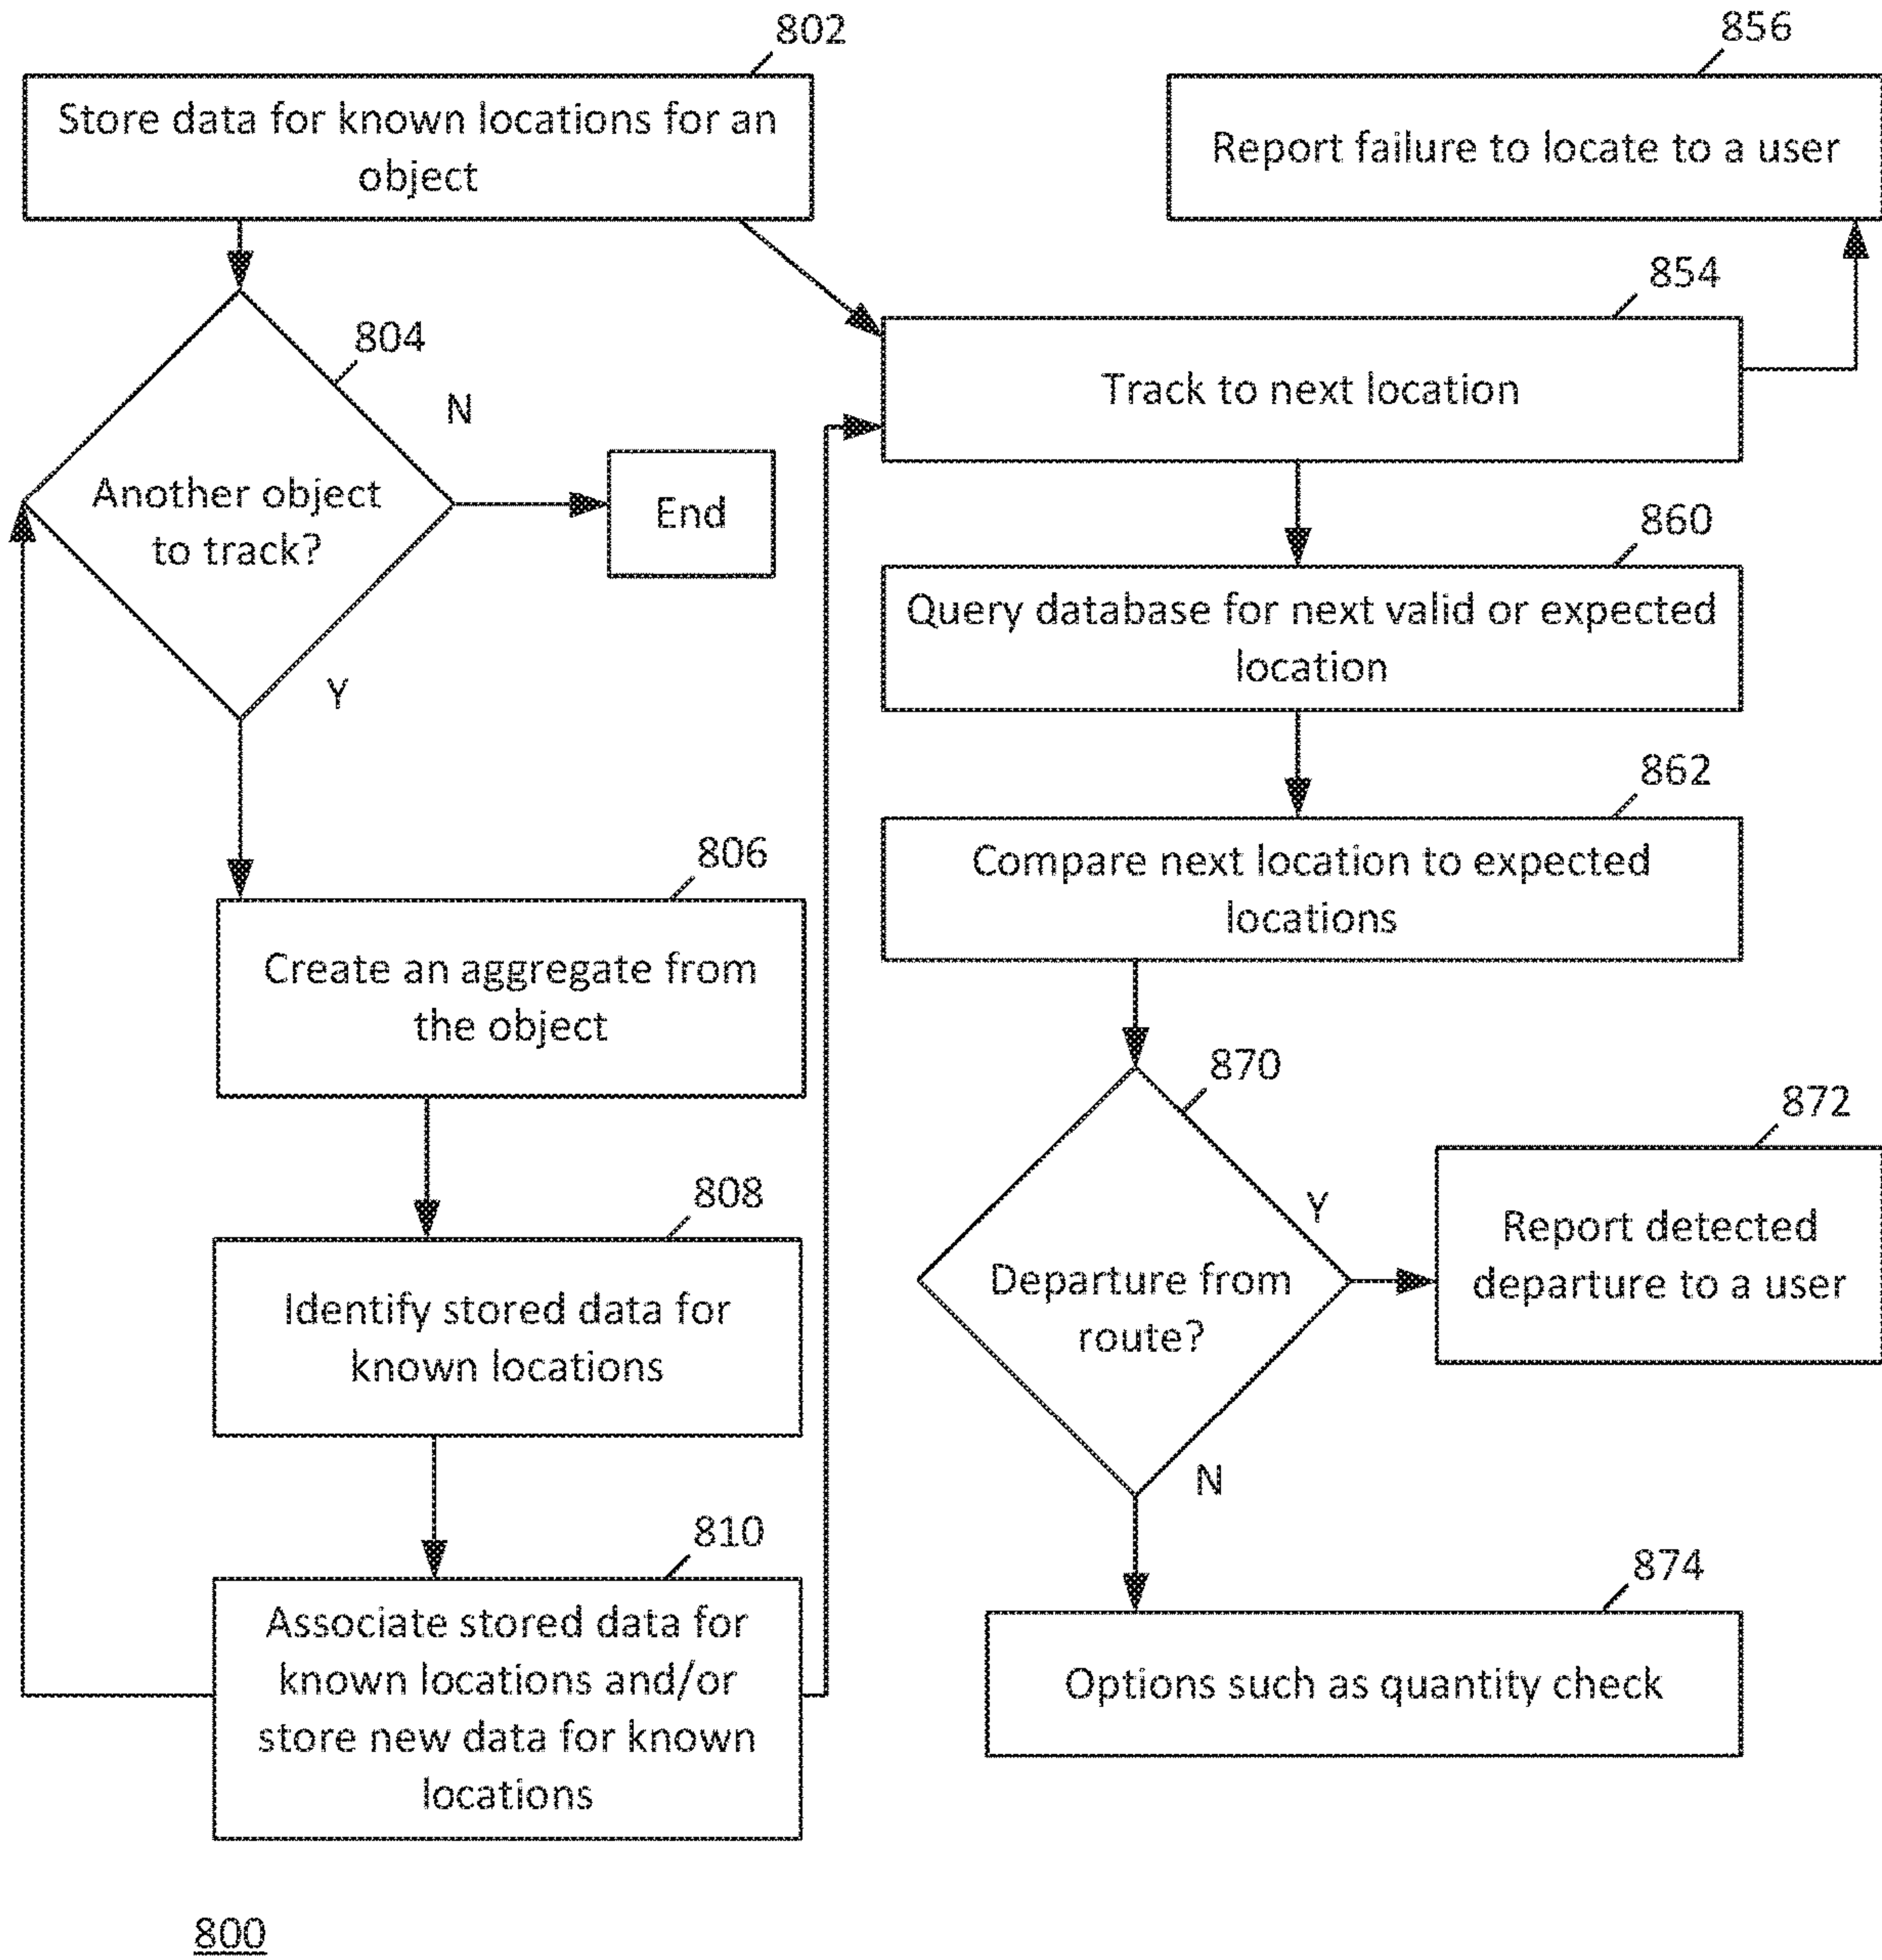 802
Store data for known locations for an
object
856
Report failure to locate to a user
804
N
Another object
to track?
Y
End
854
Track to next location
860
Query database for next valid or expected
location
862
Compare next location to expected
locations
806
Create an aggregate from
the object
808
Identify stored data for
known locations
810
Associate stored data for
known locations and/or
store new data for known
locations
870
Y
Departure from
route?
N
872
Report detected
departure to a user
874
Options such as quantity check
800